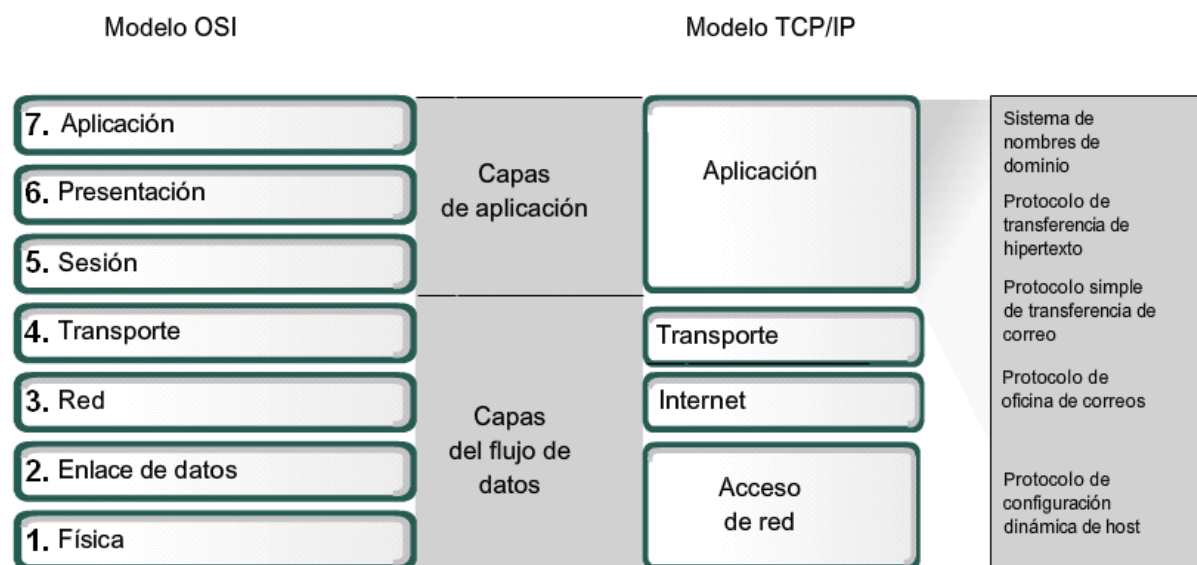 Modelo OSI
Modelo TCP/IP
7. Aplicación
6. Presentación
5. Sesión
4. Transporte
3. Red
2. Enlace de datos
1. Física
Capas
de aplicación
Capas
del flujo de
datos
Aplicación
Transporte
Internet
Acceso
de red
Sistema de
nombres de
dominio
Protocolo de
transferencia de
hipertexto
Protocolo simple
de transferencia de
correo
Protocolo de
oficina de correos
Protocolo de
configuración
dinámica de host